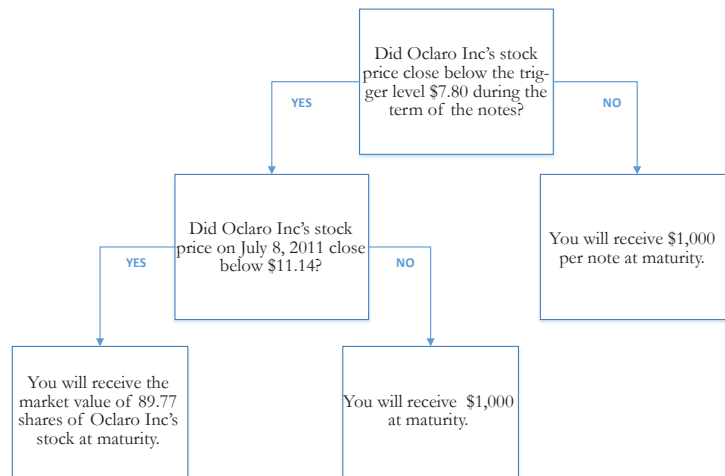 Did Oclaro Inc's stock
price close below the trig-
ger level $7.80 during the
term of the notes?
YES
NO
Did Oclaro Inc's stock
price on July 8, 2011 close
below $11.14?
You will receive $1,000
per note at maturity.
YES
NO
You will receive the
market value of 89.77
shares of Oclaro Inc's
stock at maturity.
You will receive $1,000
at maturity.